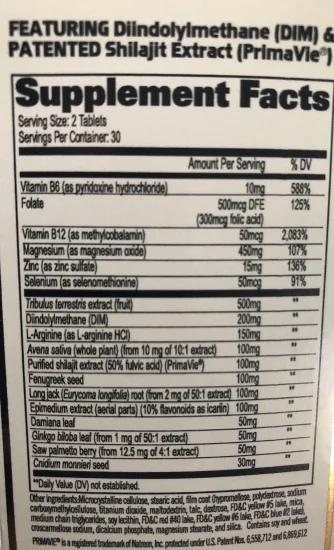 FEATURING Diindolylmethane (DIM) &
PATENTED Shilajit Extract (PrimaVie®)
Supplement Facts
Serving Size: 2 Tablets
Servings Per Container: 30
Amount Per Serving % DV
Vitamin B6 (as pyridoxine hydrochloride) 10mg 588%
Folate 500mcg DFE 125%
(300mcg folic acid)
Vitamin B12 (as methylcobalamin) 50mcg 2,083%
Magnesium (as magnesium oxide) 450mg 107%
Zinc (as zinc sulfate) 15mg 136%
Selenium (as selenomethionine) 50mcg 91%
Tribulus terrestris extract (fruit) 500mg **
Diindolylmethane (DIM) 200mg **
L-Arginine (as L-arginine HCl) 150mg **
Avena sativa (whole plant) (from 10 mg of 10:1 extract) 100mg **
Purified shilajit extract (50% fulvic acid) (PrimaVie®) 100mg **
Fenugreek seed 100mg **
Long jack (Eurycoma longifolia) root (from 2 mg of 50:1 extract) 100mg **
Epimedium extract (aerial parts) (10% flavonoids as icariin) 100mg **
Damiana leaf 50mg **
Ginkgo biloba leaf (from 1 mg of 50:1 extract) 50mg **
Saw palmetto berry (from 12.5 mg of 4:1 extract) 50mg **
Cnidium monnieri seed 30mg **
**Daily Value (DV) not established.
Other ingredients: Microcrystalline cellulose, stearic acid, film coat (hypromellose, polydextrose, sodium
carboxymethylcellulose, titanium dioxide, maltodextrin, talc, dextrose, FD&C yellow #5 lake, mica,
medium chain triglycerides, soy lecithin, FD&C red #40 lake, FD&C yellow #6 lake, FD&C blue #2 lake),
croscarmellose sodium, dicalcium phosphate, magnesium stearate, and silica. Contains soy and wheat.
PRIMAVIE® is a registered trademark of Natreon, Inc. protected under U.S. Patent Nos. 6,558,712 and 6,869,612